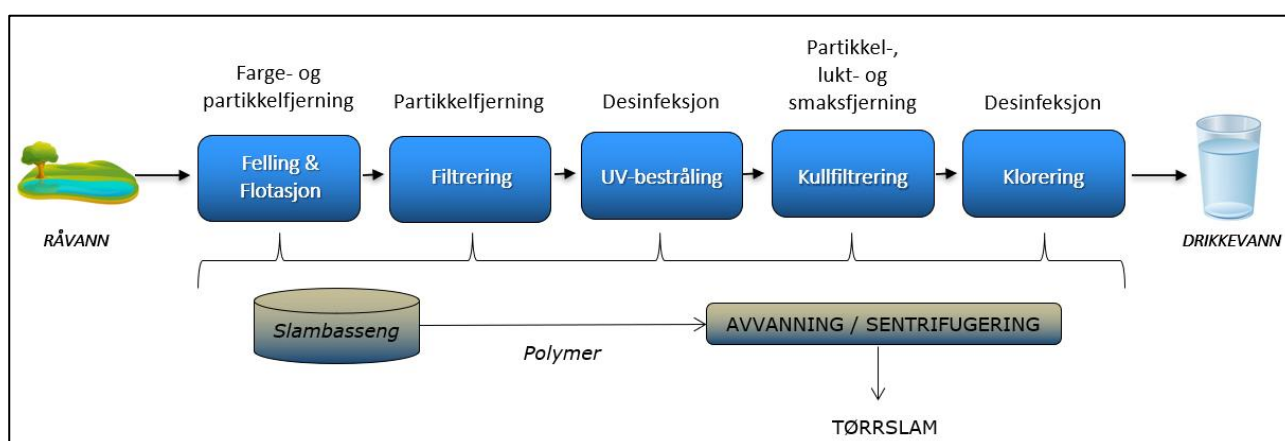 Farge- og
partikkelfjerning
Partikkelfjerning
Desinfeksjon
Partikkel-,
lukt- og
smaksfjerning
Desinfeksjon
Felling &
Flotasjon
Filtrering
UV-bestråling
Kullfiltrering
Klorering
RÅVANN
DRIKKEVANN
Slambasseng
Polymer
AVVANNING / SENTRIFUGERING
TØRRSLAM